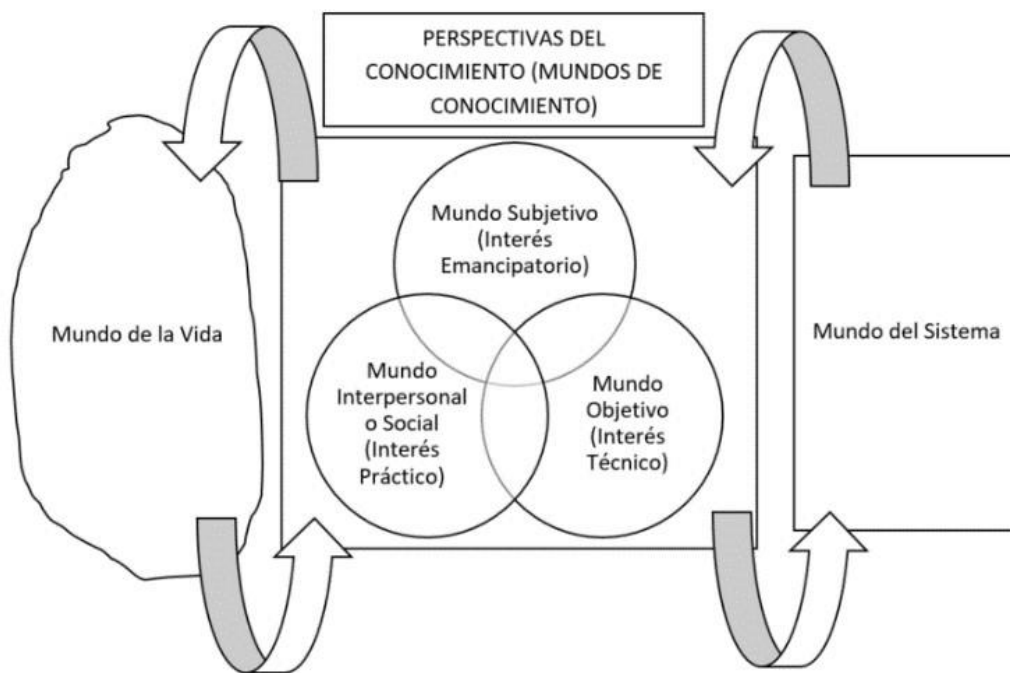 PERSPECTIVAS DEL
CONOCIMIENTO (MUNDOS DE
CONOCIMIENTO)
Mundo Subjetivo
(Interés
Emancipatorio)
Mundo de la Vida
Mundo
Interpersonal
o Social
(Interés
Práctico)
Mundo
Objetivo
(Interés
Técnico)
Mundo del Sistema